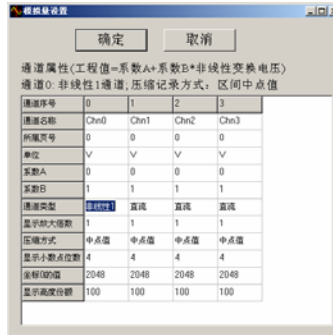 模拟量设置
确定 取消
通道属性(工程值=系数A+系数B*非线性变换电压)
通道0: 非线性1通道; 压缩记录方式: 区间中点值
通道序号 0 1 2 3
通道名称 Chn0 Chn1 Chn2 Chn3
所属页号 0 0 0 0
单位 V V V V
系数A 0 0 0 0
系数B 1 1 1 1
通道类型 非线性1 直流 直流 直流
显示放大倍数 1 1 1 1
压缩方式 中点值 中点值 中点值 中点值
显示小数点位数 4 4 4 4
坐标0的值 2048 2048 2048 2048
显示高度份额 100 100 100 100